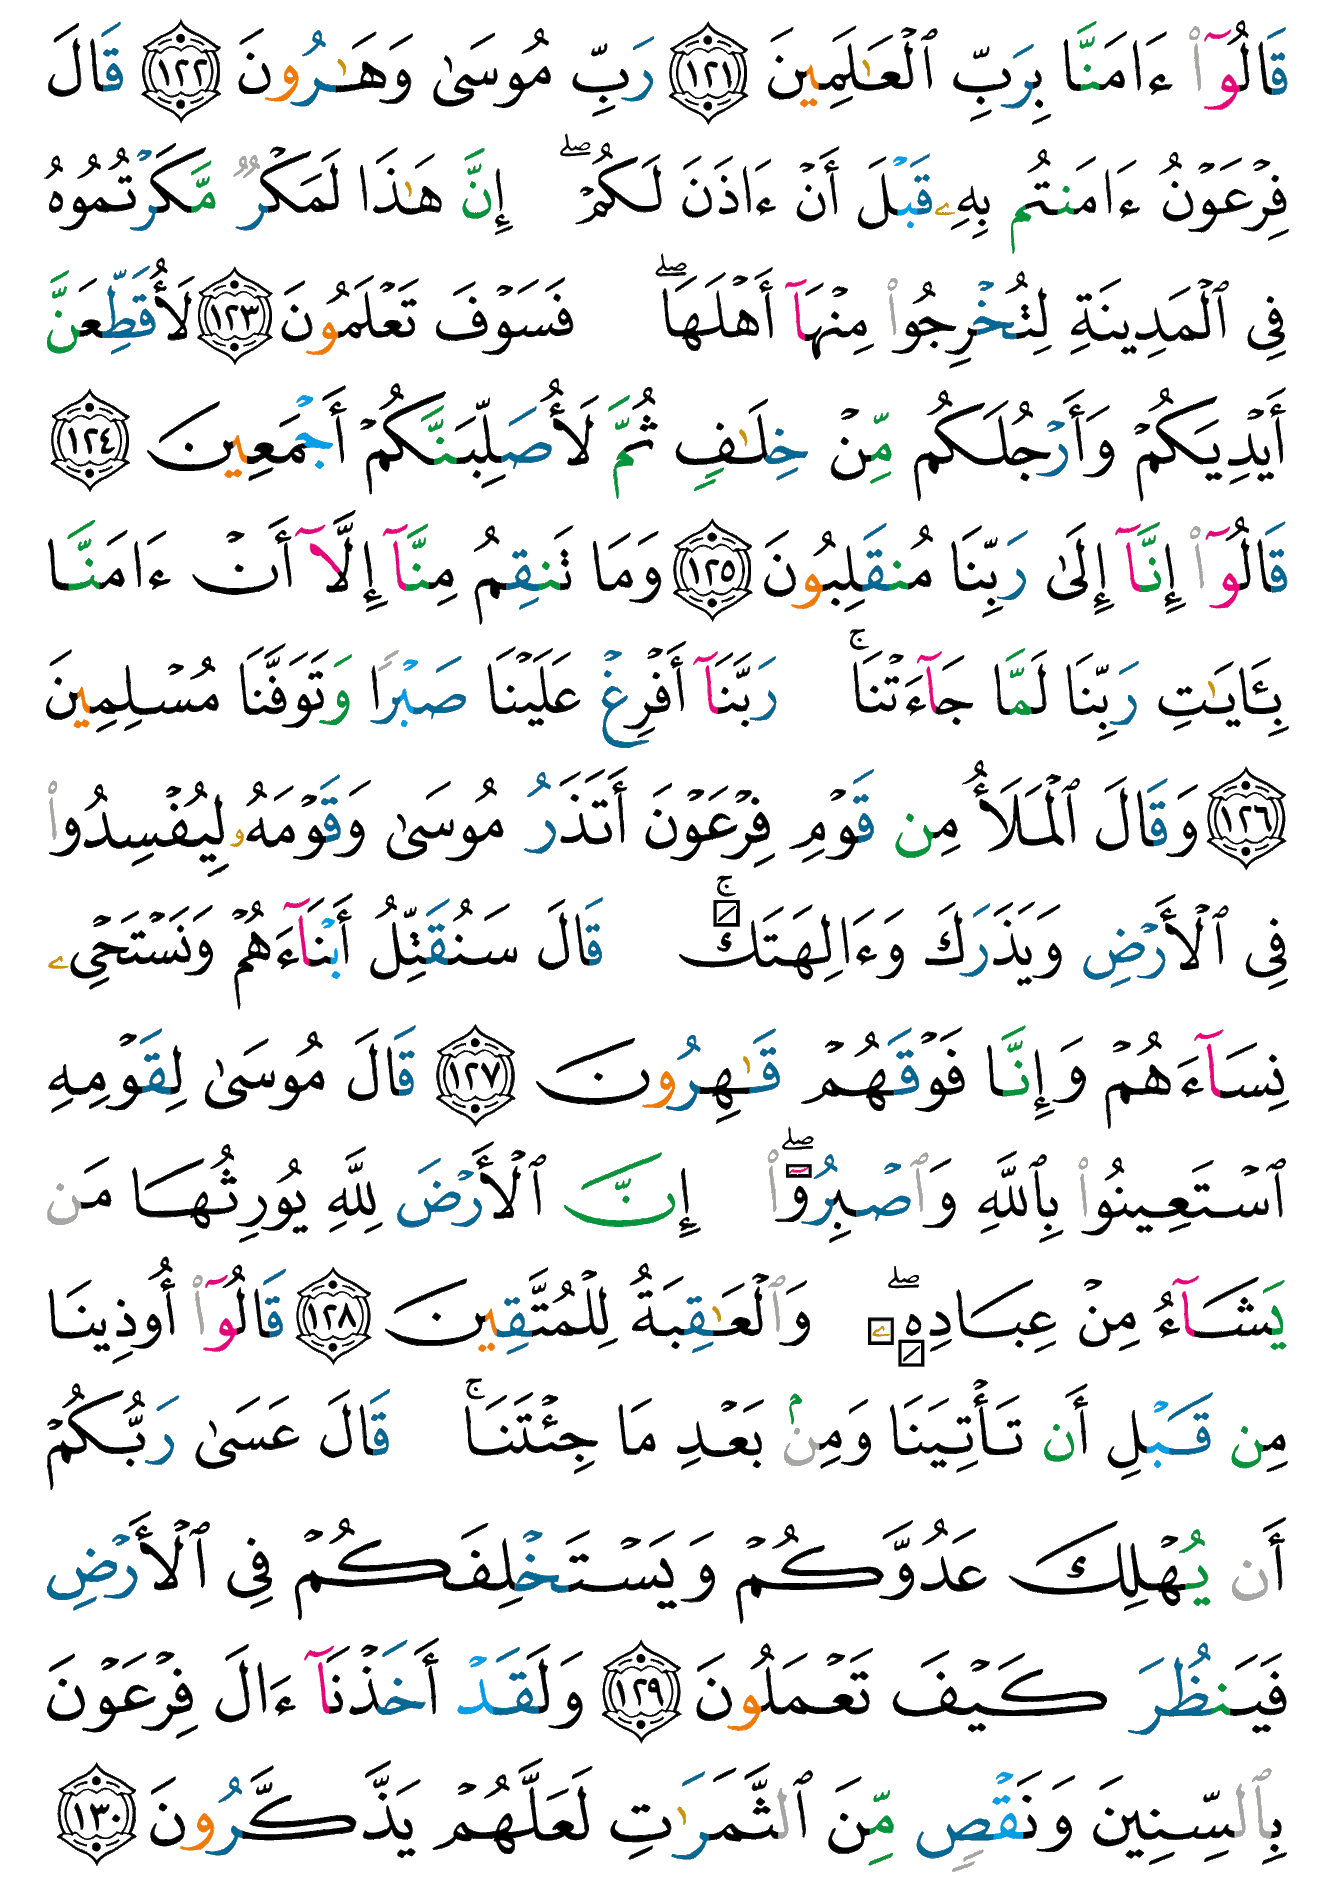 قَالُوٓا۟ ءَامَنَّا بِرَبِّ ٱلْعَـٰلَمِينَ ١٢١ رَبِّ مُوسَىٰ وَهَـٰرُونَ ١٢٢ قَالَ
فِرْعَوْنُ ءَامَنتُم بِهِۦ قَبْلَ أَنْ ءَاذَنَ لَكُمْ ۖ إِنَّ هَـٰذَا لَمَكْرٌ مَّكَرْتُمُوهُ
فِى ٱلْمَدِينَةِ لِتُخْرِجُوا۟ مِنْهَآ أَهْلَهَا ۖ فَسَوْفَ تَعْلَمُونَ ١٢٣ لَأُقَطِّعَنَّ
أَيْدِيَكُمْ وَأَرْجُلَكُم مِّنْ خِلَـٰفٍ ثُمَّ لَأُصَلِّبَنَّكُمْ أَجْمَعِينَ ١٢٤
قَالُوٓا۟ إِنَّآ إِلَىٰ رَبِّنَا مُنقَلِبُونَ ١٢٥ وَمَا تَنقِمُ مِنَّآ إِلَّآ أَنْ ءَامَنَّا
بِـَٔايَـٰتِ رَبِّنَا لَمَّا جَآءَتْنَا ۚ رَبَّنَآ أَفْرِغْ عَلَيْنَا صَبْرًا وَتَوَفَّنَا مُسْلِمِينَ
١٢٦ وَقَالَ ٱلْمَلَأُ مِن قَوْمِ فِرْعَوْنَ أَتَذَرُ مُوسَىٰ وَقَوْمَهُۥ لِيُفْسِدُوا۟
فِى ٱلْأَرْضِ وَيَذَرَكَ وَءَالِهَتَكَ ۚ قَالَ سَنُقَتِّلُ أَبْنَآءَهُمْ وَنَسْتَحْىِۦ
نِسَآءَهُمْ وَإِنَّا فَوْقَهُمْ قَـٰهِرُونَ ١٢٧ قَالَ مُوسَىٰ لِقَوْمِهِ
ٱسْتَعِينُوا۟ بِٱللَّهِ وَٱصْبِرُوٓا۟ ۖ إِنَّ ٱلْأَرْضَ لِلَّهِ يُورِثُهَا مَن
يَشَآءُ مِنْ عِبَادِهِۦ ۖ وَٱلْعَـٰقِبَةُ لِلْمُتَّقِينَ ١٢٨ قَالُوٓا۟ أُوذِينَا
مِن قَبْلِ أَن تَأْتِيَنَا وَمِنۢ بَعْدِ مَا جِئْتَنَا ۚ قَالَ عَسَىٰ رَبُّكُمْ
أَن يُهْلِكَ عَدُوَّكُمْ وَيَسْتَخْلِفَكُمْ فِى ٱلْأَرْضِ
فَيَنظُرَ كَيْفَ تَعْمَلُونَ ١٢٩ وَلَقَدْ أَخَذْنَآ ءَالَ فِرْعَوْنَ
بِٱلسِّنِينَ وَنَقْصٍ مِّنَ ٱلثَّمَرَٰتِ لَعَلَّهُمْ يَذَّكَّرُونَ ١٣٠